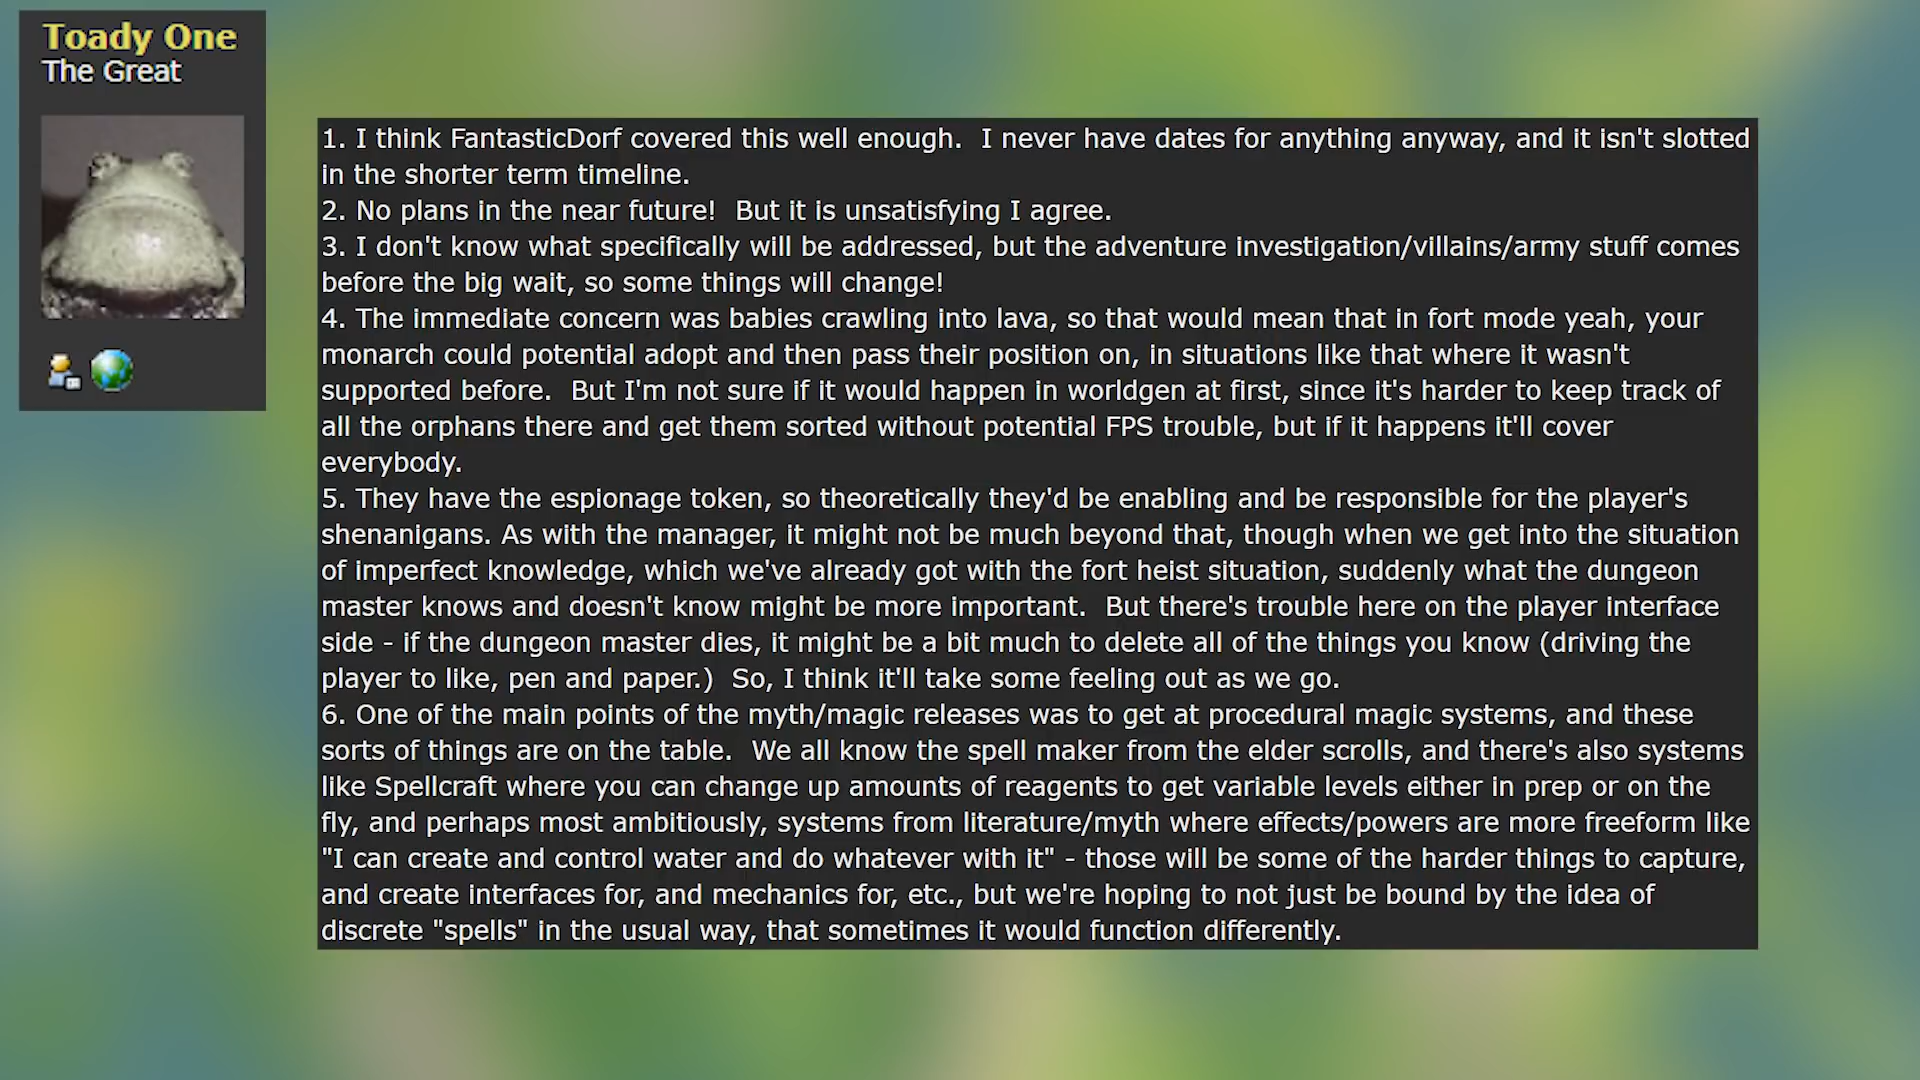 Toady One
The Great
1. I think FantasticDorf covered this well enough.  I never have dates for anything anyway, and it isn't slotted
in the shorter term timeline.
2. No plans in the near future!  But it is unsatisfying I agree.
3. I don't know what specifically will be addressed, but the adventure investigation/villains/army stuff comes
before the big wait, so some things will change!
4. The immediate concern was babies crawling into lava, so that would mean that in fort mode yeah, your
monarch could potential adopt and then pass their position on, in situations like that where it wasn't
supported before.  But I'm not sure if it would happen in worldgen at first, since it's harder to keep track of
all the orphans there and get them sorted without potential FPS trouble, but if it happens it'll cover
everybody.
5. They have the espionage token, so theoretically they'd be enabling and be responsible for the player's
shenanigans. As with the manager, it might not be much beyond that, though when we get into the situation
of imperfect knowledge, which we've already got with the fort heist situation, suddenly what the dungeon
master knows and doesn't know might be more important.  But there's trouble here on the player interface
side - if the dungeon master dies, it might be a bit much to delete all of the things you know (driving the
player to like, pen and paper.)  So, I think it'll take some feeling out as we go.
6. One of the main points of the myth/magic releases was to get at procedural magic systems, and these
sorts of things are on the table.  We all know the spell maker from the elder scrolls, and there's also systems
like Spellcraft where you can change up amounts of reagents to get variable levels either in prep or on the
fly, and perhaps most ambitiously, systems from literature/myth where effects/powers are more freeform like
"I can create and control water and do whatever with it" - those will be some of the harder things to capture,
and create interfaces for, and mechanics for, etc., but we're hoping to not just be bound by the idea of
discrete "spells" in the usual way, that sometimes it would function differently.